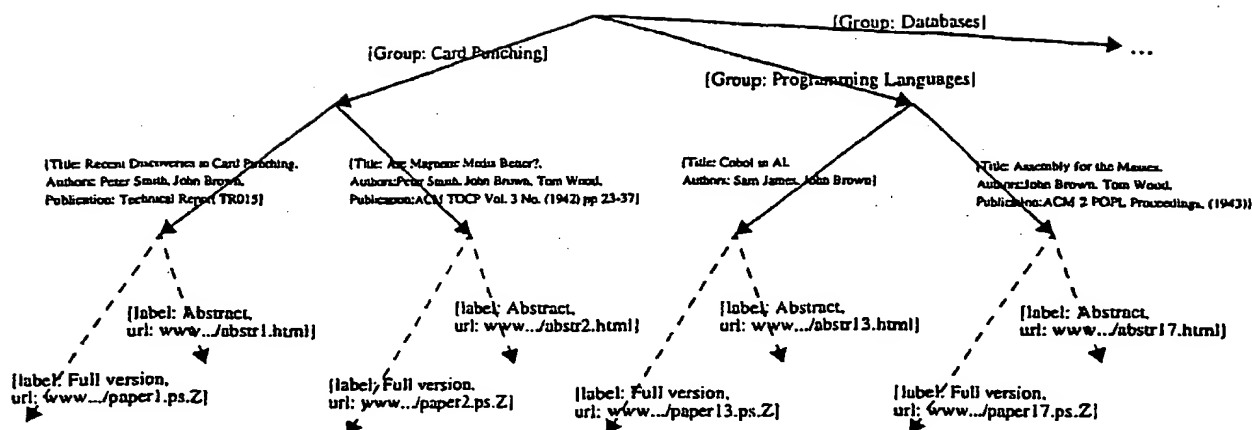 [Group: Databases]
[Group: Card Punching]
...
[Group: Programming Languages]
[Title: Recent Discoveries in Card Punching,
Authors: Peter Smith, John Brown,
Publication: Technical Report TR015]
[Title: Are Magnetic Media Better?,
Authors:Peter Smith, John Brown, Tom Wood,
Publication:ACM TOCP Vol. 3 No. (1942) pp 23-37]
[Title: Cobol in AI,
Authors: Sam James, John Brown]
[Title: Assembly for the Masses,
Authors:John Brown, Tom Wood,
ACM 2 POPL Proceedings, (1943)]
[label: Abstract,
url: www.../abstr1.html]
[label: Abstract,
url: www.../abstr2.html]
[label: Abstract,
url: www.../abstr13.html]
[label: Abstract,
url: www.../abstr17.html]
[label: Full version,
url: www.../paper1.ps.Z]
[label: Full version,
url: www.../paper2.ps.Z]
[label: Full version,
url: www.../paper13.ps.Z]
[label: Full version,
url: www.../paper17.ps.Z]